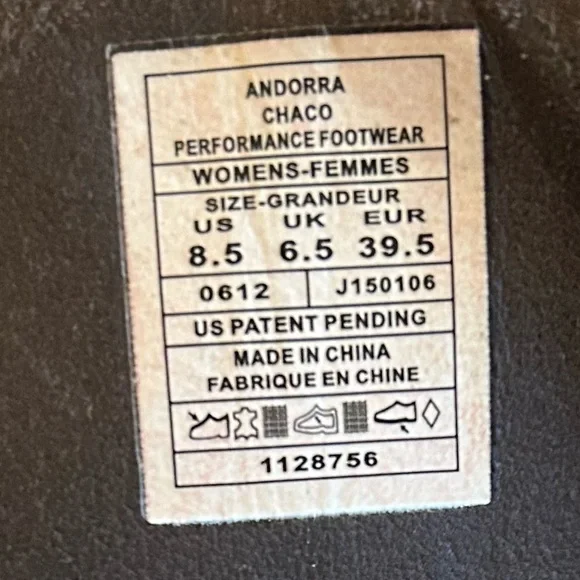 ANDORRA
CHACO
PERFORMANCE FOOTWEAR
WOMENS-FEMMES
SIZE-GRANDEUR
US UK EUR
8.5 6.5 39.5
0612 J150106
US PATENT PENDING
MADE IN CHINA
FABRIQUE EN CHINE
1128756